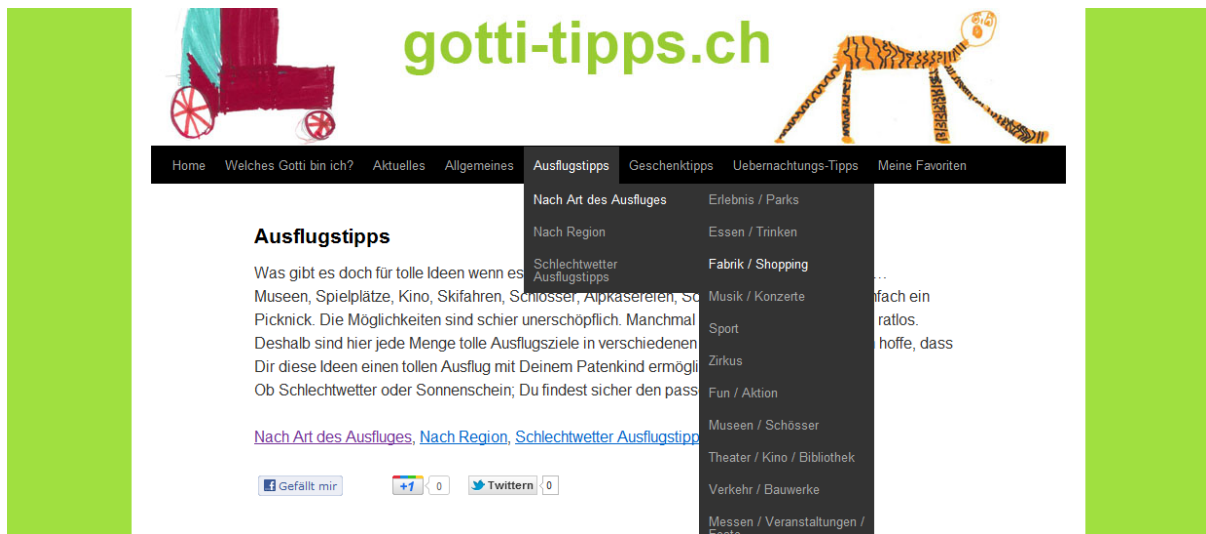 gotti-tipps.ch
Home Welches Gotti bin ich? Aktuelles Allgemeines Ausflugstipps Geschenktipps Uebernachtungs-Tipps Meine Favoriten
Nach Art des Ausfluges
Nach Region
Schlechtwetter
Ausflugstipps
Erlebnis / Parks
Essen / Trinken
Fabrik / Shopping
Musik / Konzerte
Sport
Zirkus
Fun / Aktion
Museen / Schösser
Theater / Kino / Bibliothek
Verkehr / Bauwerke
Messen / Veranstaltungen /
Ausflugstipps
Was gibt es doch für tolle Ideen wenn es
Museen, Spielplätze, Kino, Skifahren, Schlösser, Alpkäsereien, ein
Picknick. Die Möglichkeiten sind schier unerschöpflich. Manchmal ratlos.
Deshalb sind hier jede Menge tolle Ausflugsziele in verschiedenen hoffe, dass
Dir diese Ideen einen tollen Ausflug mit Deinem Patenkind
Ob Schlechtwetter oder Sonnenschein; Du findest sicher den
Nach Art des Ausfluges, Nach Region, Schlechtwetter Ausflugstipp
Gefällt mir +1 0 Twittern 0